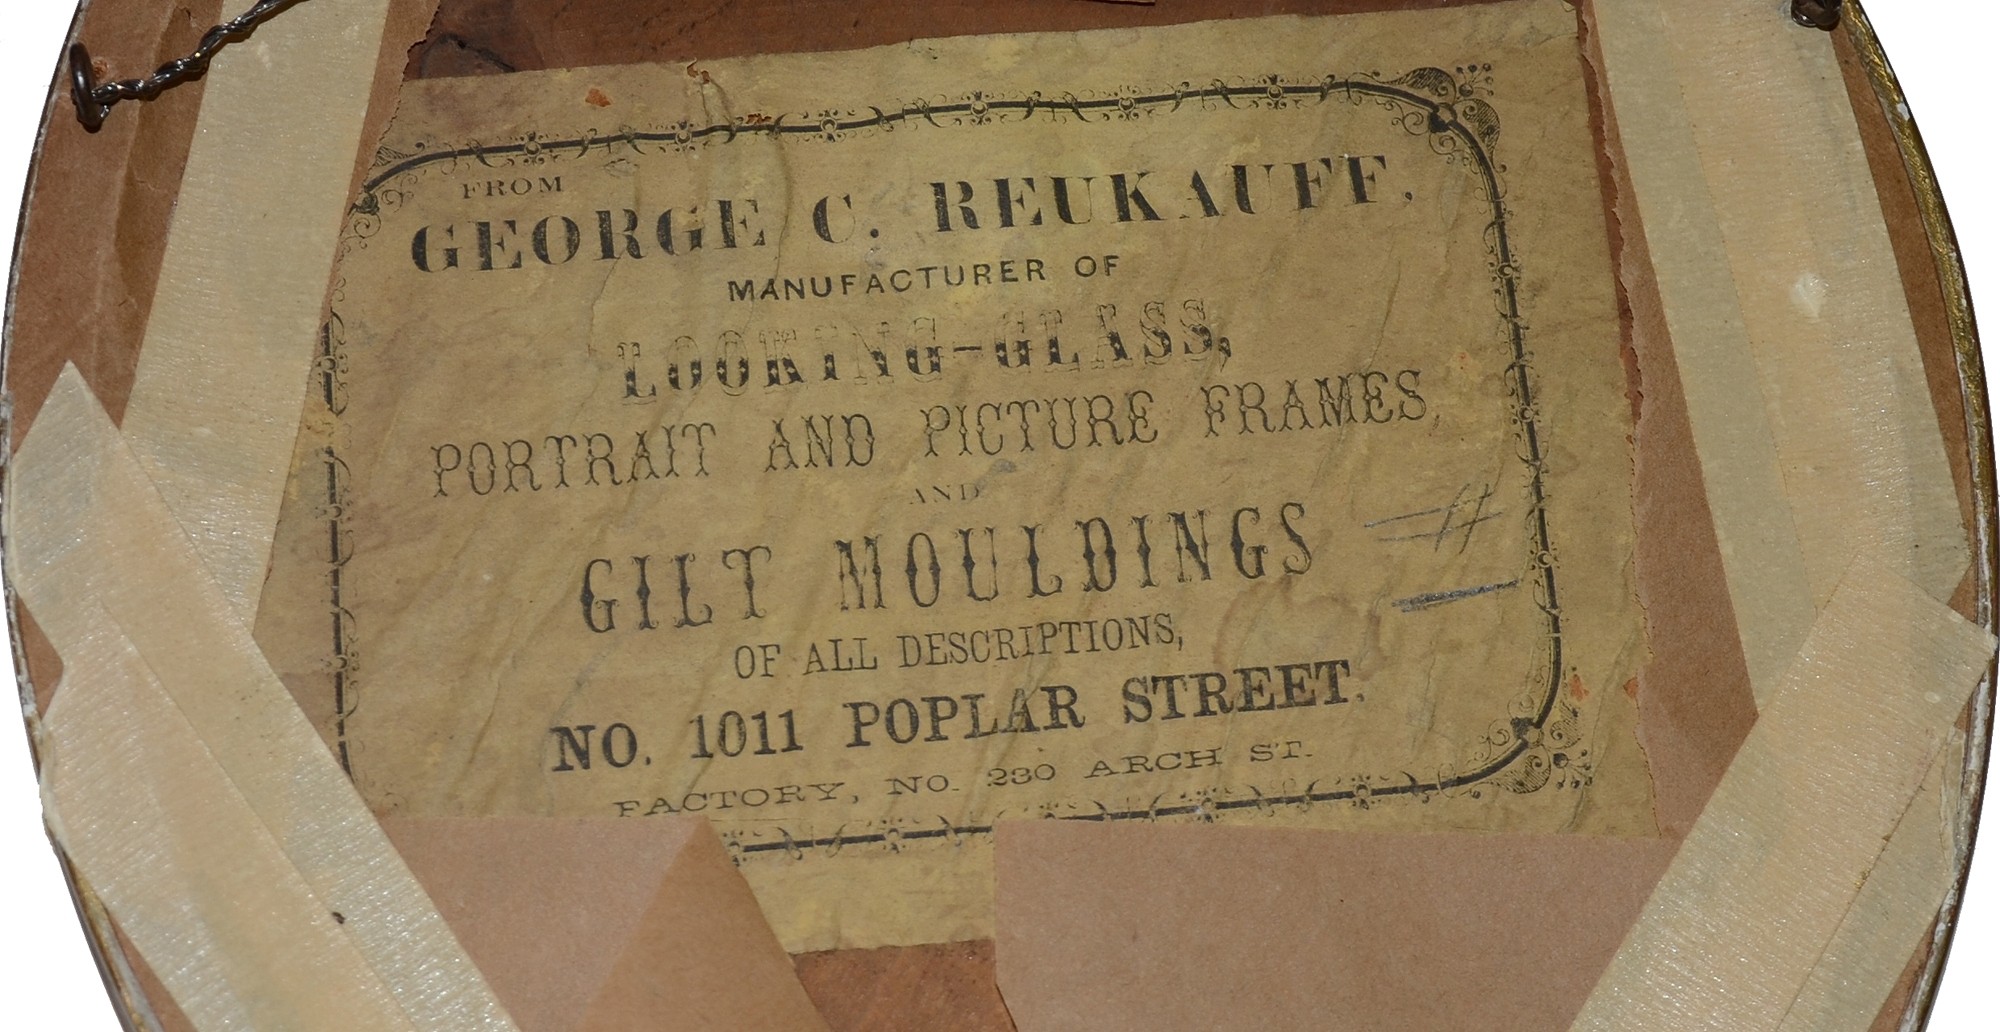 FROM
GEORGE C. REUKAUFF.
MANUFACTURER OF
LOOKING-GLASS,
PORTRAIT AND PICTURE FRAMES
AND
GILT MOULDINGS
OF ALL DESCRIPTIONS,
NO. 1011 POPLAR STREET.
FACTORY, NO. 230 ARCH ST.